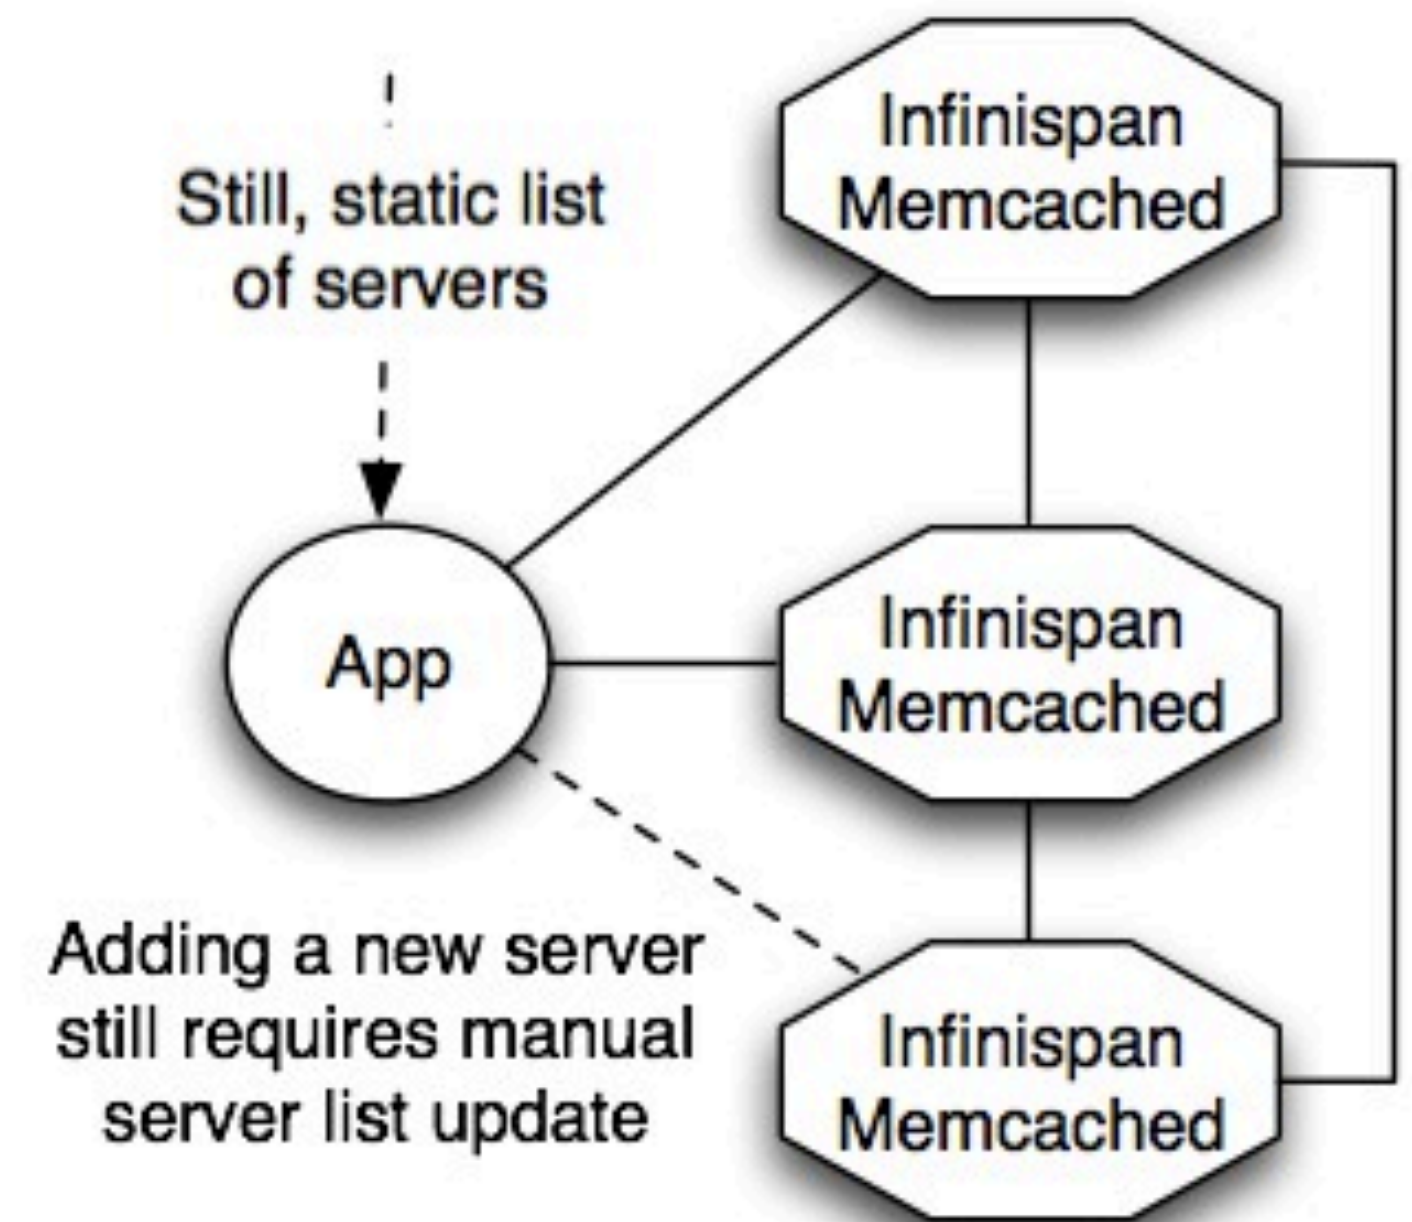 Still, static list
of servers
Infinispan
Memcached
App
Infinispan
Memcached
Adding a new server
still requires manual
server list update
Infinispan
Memcached